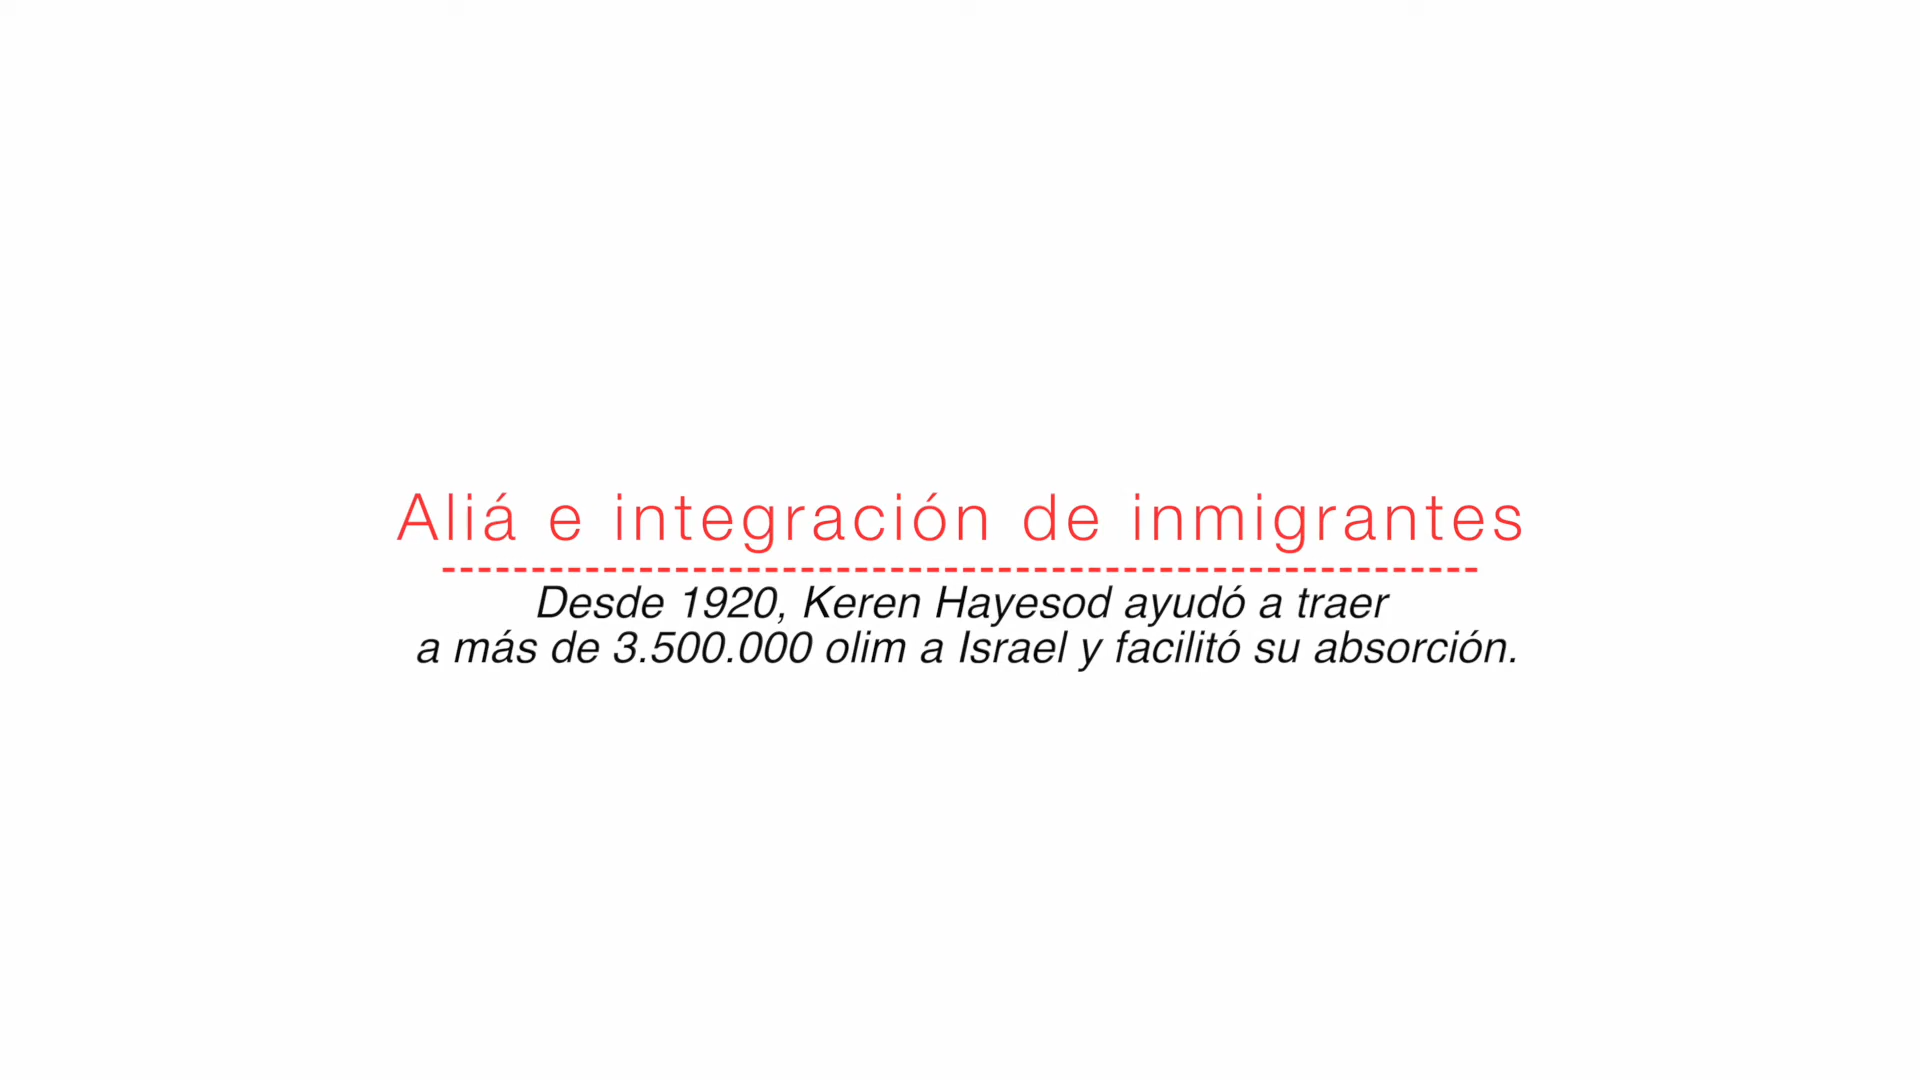 Aliá e integración de inmigrantes
Desde 1920, Keren Hayesod ayudó a traer
a más de 3.500.000 olim a Israel y facilitó su absorción.